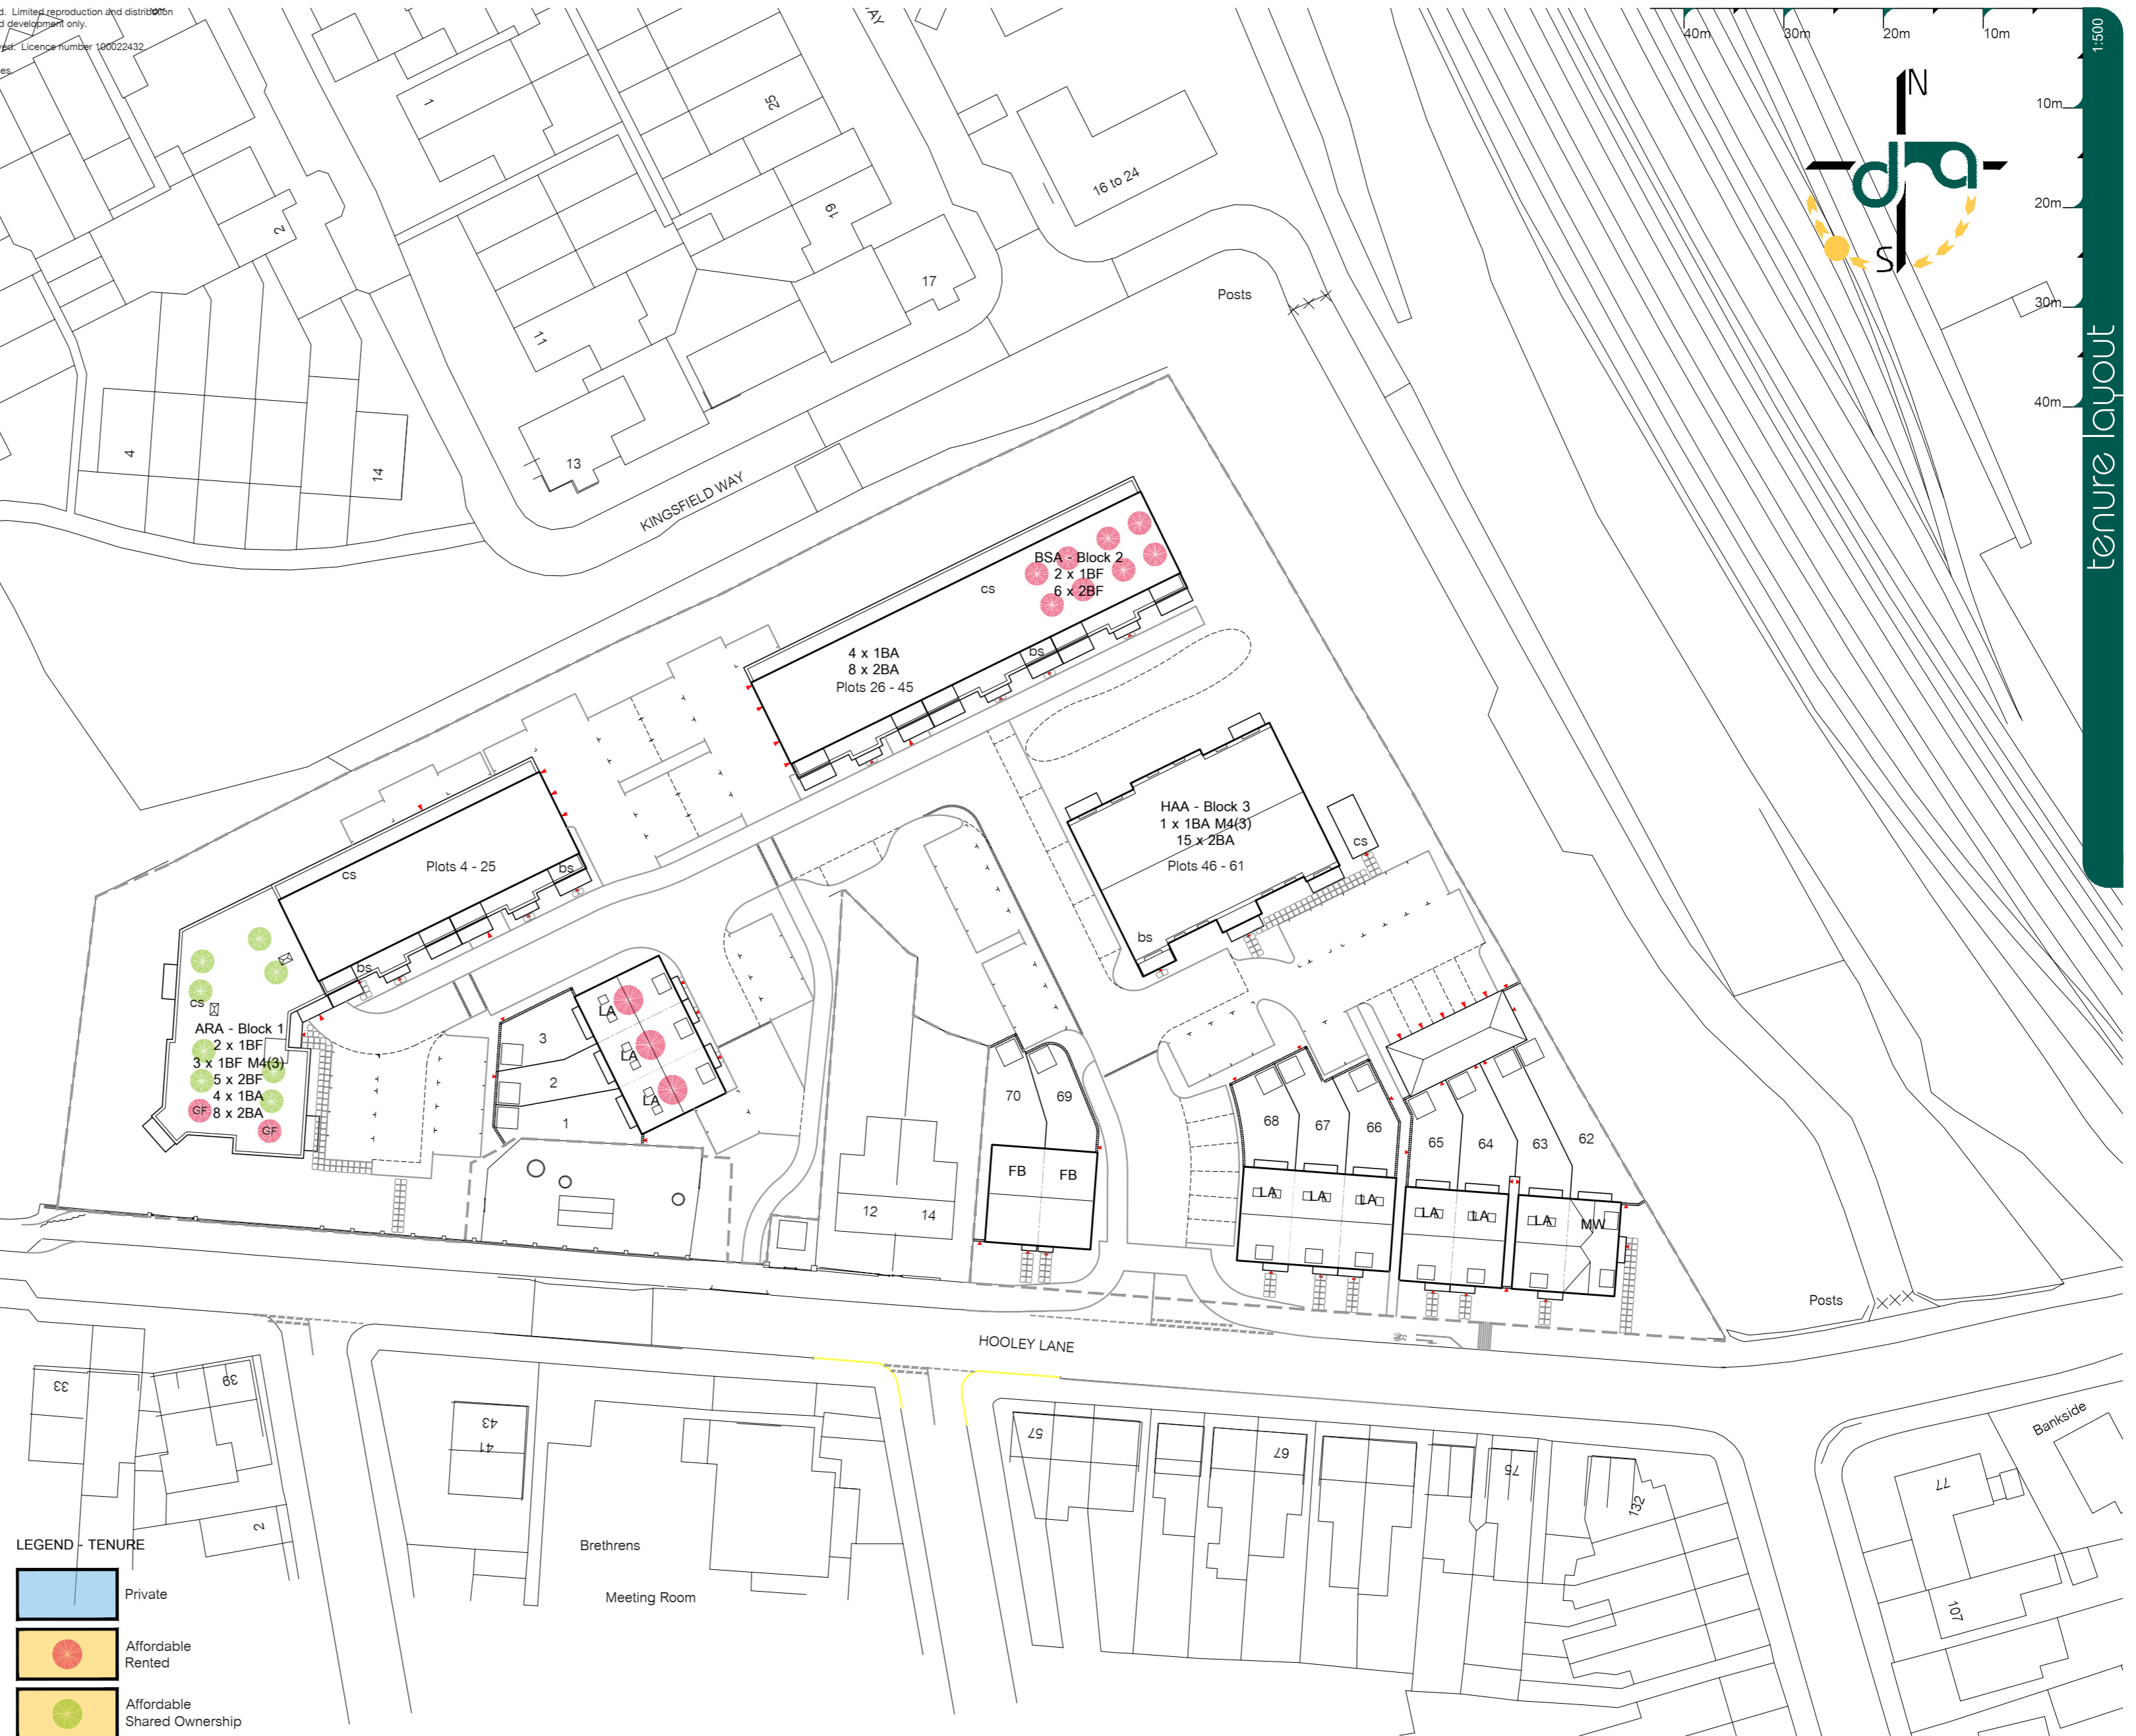 d. Limited reproduction and distribution
d development only.
ved. Licence number 100022432
es.
40m
30m
20m
10m
1:500
N
da
S
10m
20m
30m
40m
tenure layout
1
25
2
19
16 to 24
17
Posts
11
13
4
14
KINGSFIELD WAY
BSA - Block 2
2 x 1BF
6 x 2BF
cs
4 x 1BA
8 x 2BA
Plots 26 - 45
bs
HAA - Block 3
1 x 1BA M4(3)
15 x 2BA
Plots 46 - 61
cs
bs
Plots 4 - 25
cs
bs
bs
cs
ARA - Block 1
2 x 1BF
3 x 1BF M4(3)
5 x 2BF
4 x 1BA
8 x 2BA
GF
GF
3
2
1
LA
LA
LA
70
69
FB
FB
12
14
68
67
66
65
64
63
62
LA
LA
LA
LA
LA
LA
MW
Posts
HOOLEY LANE
33
39
43
41
2
57
67
75
132
77
107
Bankside
Brethrens
Meeting Room
LEGEND - TENURE
Private
Affordable
Rented
Affordable
Shared Ownership